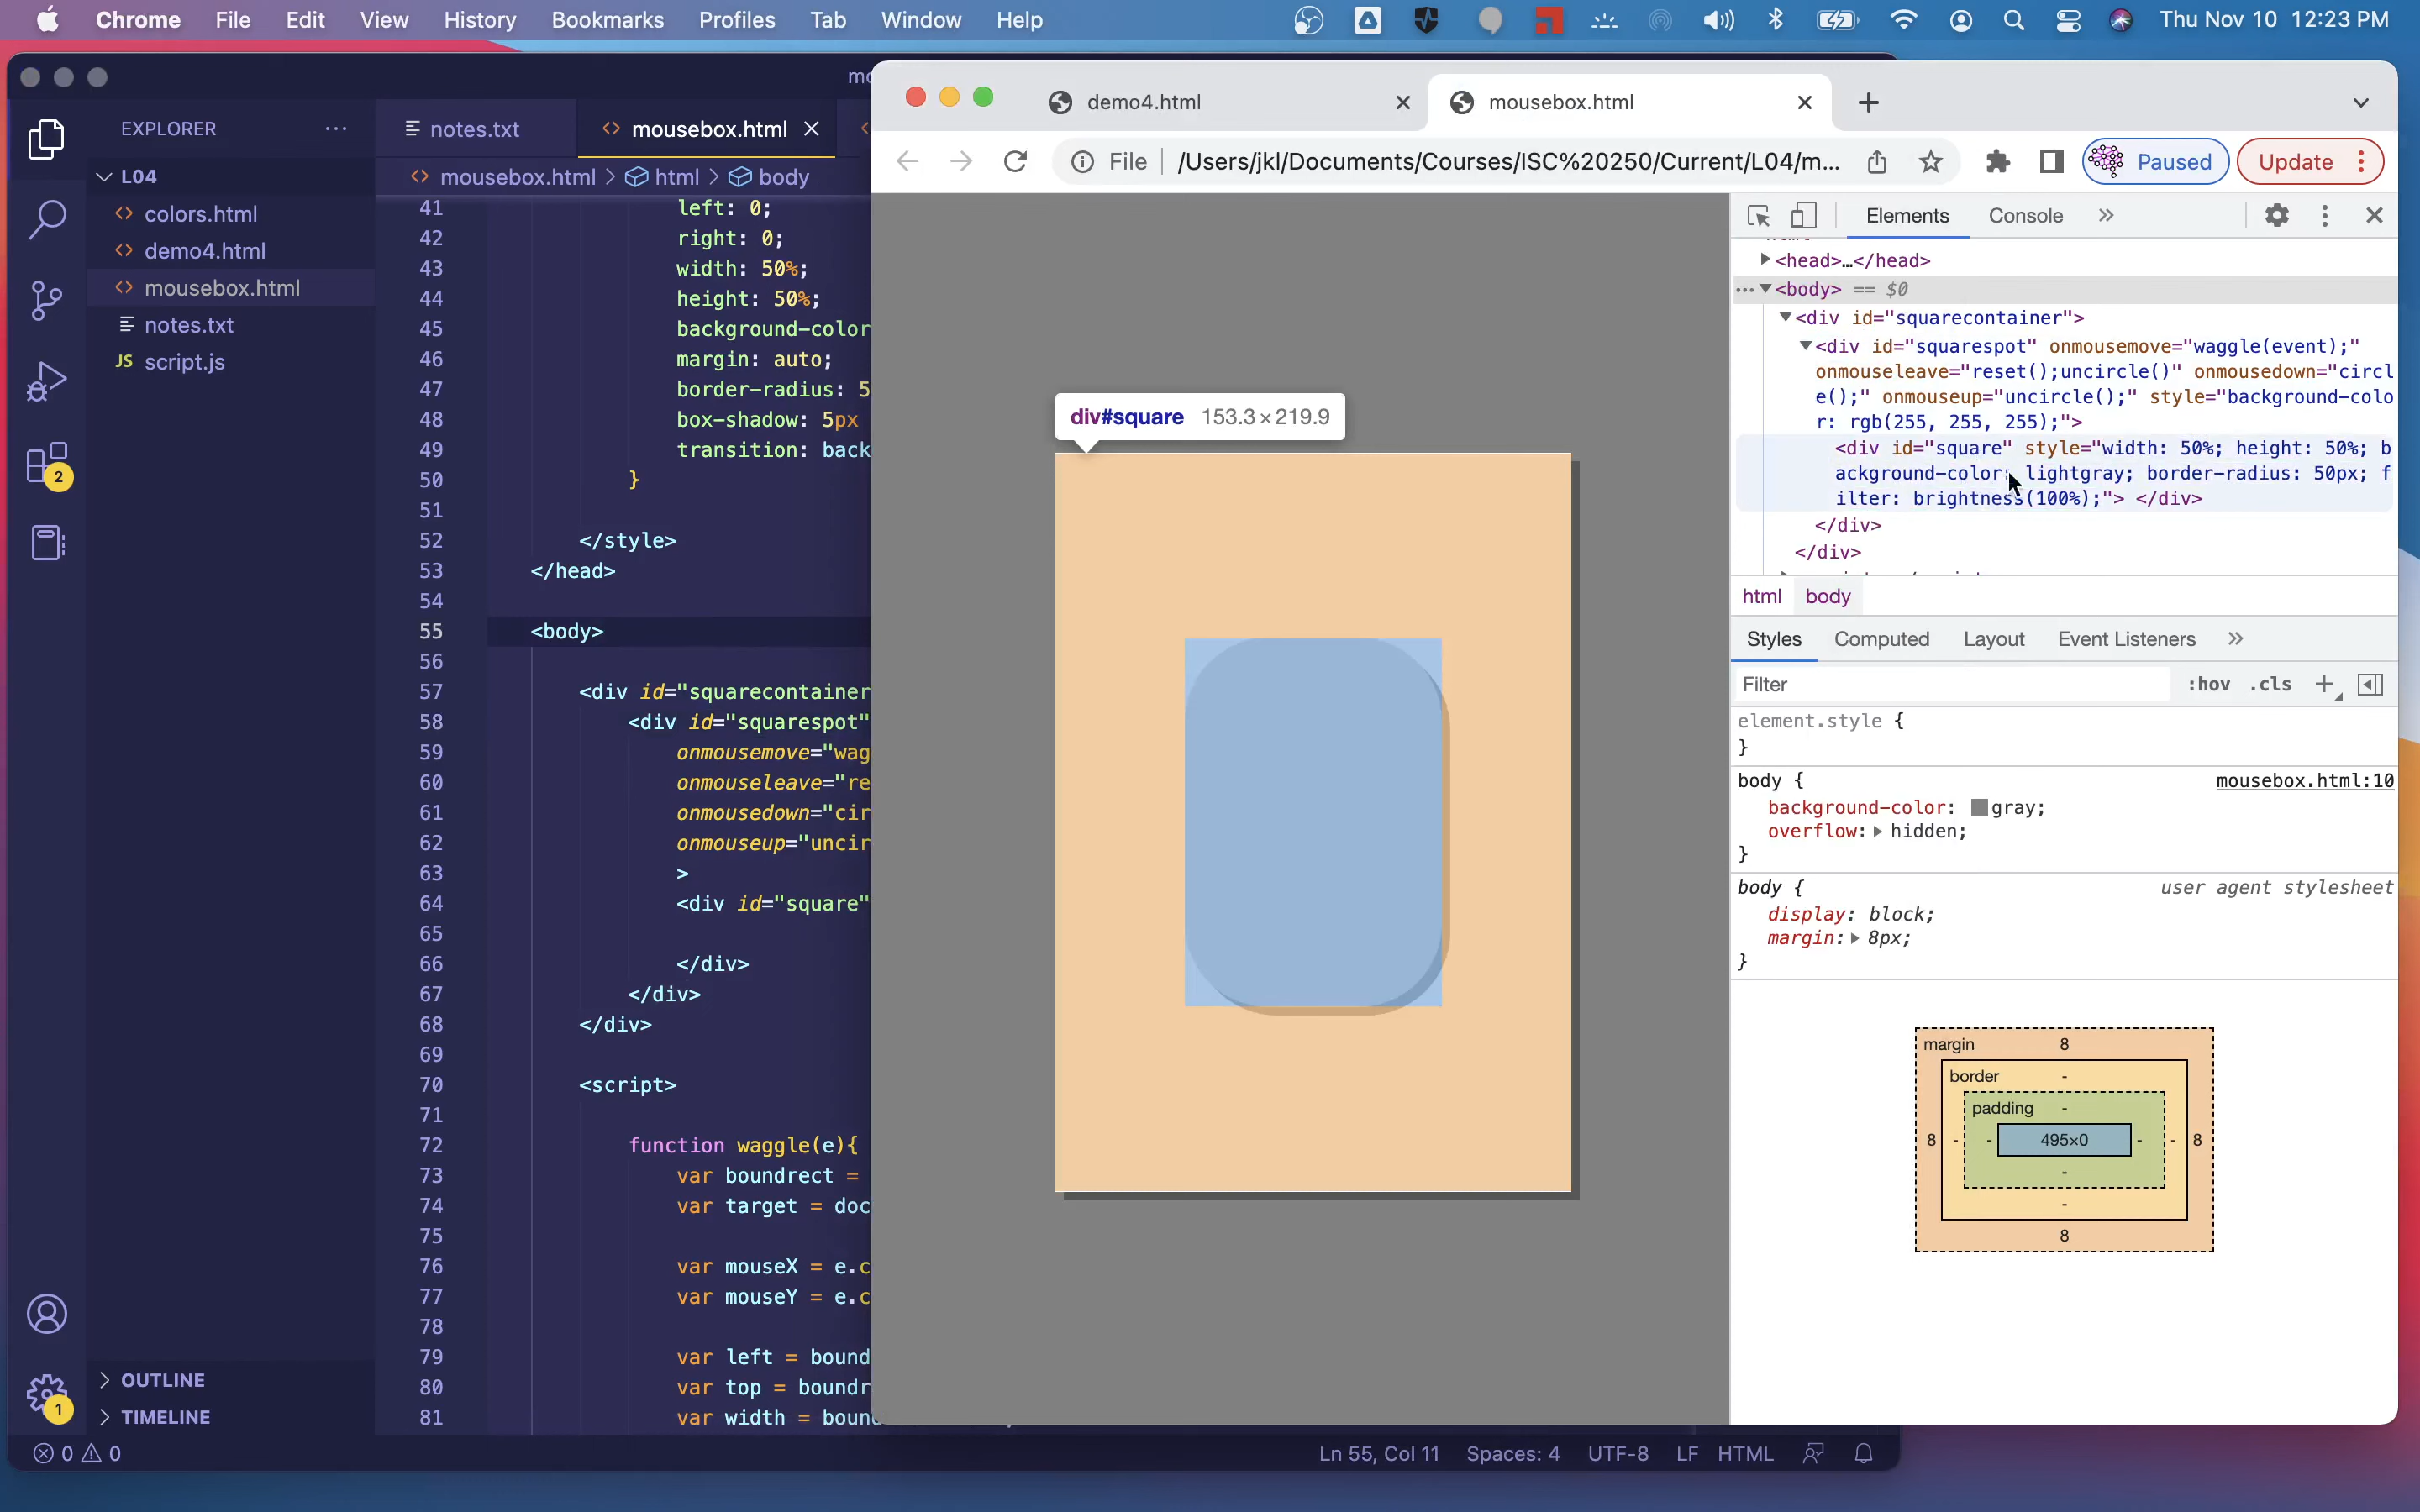 Chrome File Edit View History Bookmarks Profiles Tab Window Help
Thu Nov 10 12:23 PM
EXPLORER
L04
colors.html
demo4.html
mousebox.html
notes.txt
JS script.js
OUTLINE
TIMELINE
2
1
notes.txt
mousebox.html
mousebox.html > html > body
41 left: 0;
42 right: 0;
43 width: 50%;
44 height: 50%;
45 background-color
46 margin: auto;
47 border-radius: 5
48 box-shadow: 5px
49 transition: back
50 }
51
52 </style>
53 </head>
54
55 <body>
56
57 <div id="squarecontainer
58 <div id="squarespot"
59 onmousemove="wag
60 onmouseleave="re
61 onmousedown="cir
62 onmouseup="uncir
63 >
64 <div id="square"
65
66 </div>
67 </div>
68 </div>
69
70 <script>
71
72 function waggle(e){
73 var boundrect =
74 var target = doc
75
76 var mouseX = e.c
77 var mouseY = e.c
78
79 var left = bound
80 var top = boundr
81 var width = boun
0 0
Ln 55, Col 11 Spaces: 4 UTF-8 LF HTML
demo4.html
mousebox.html
File /Users/jkl/Documents/Courses/ISC%20250/Current/L04/m...
Paused
Update
div#square 153.3×219.9
Elements Console
<head>…</head>
<body> == $0
<div id="squarecontainer">
<div id="squarespot" onmousemove="waggle(event);"
onmouseleave="reset();uncircle()" onmousedown="circl
e();" onmouseup="uncircle();" style="background-colo
r: rgb(255, 255, 255);">
<div id="square" style="width: 50%; height: 50%; b
ackground-color: lightgray; border-radius: 50px; f
ilter: brightness(100%);"> </div>
</div>
</div>
html body
Styles Computed Layout Event Listeners
Filter
:hov .cls
element.style {
}
body { mousebox.html:10
background-color: gray;
overflow: hidden;
}
body { user agent stylesheet
display: block;
margin: 8px;
}
margin 8
border -
padding -
8 - - 495×0 - - 8
-
-
8